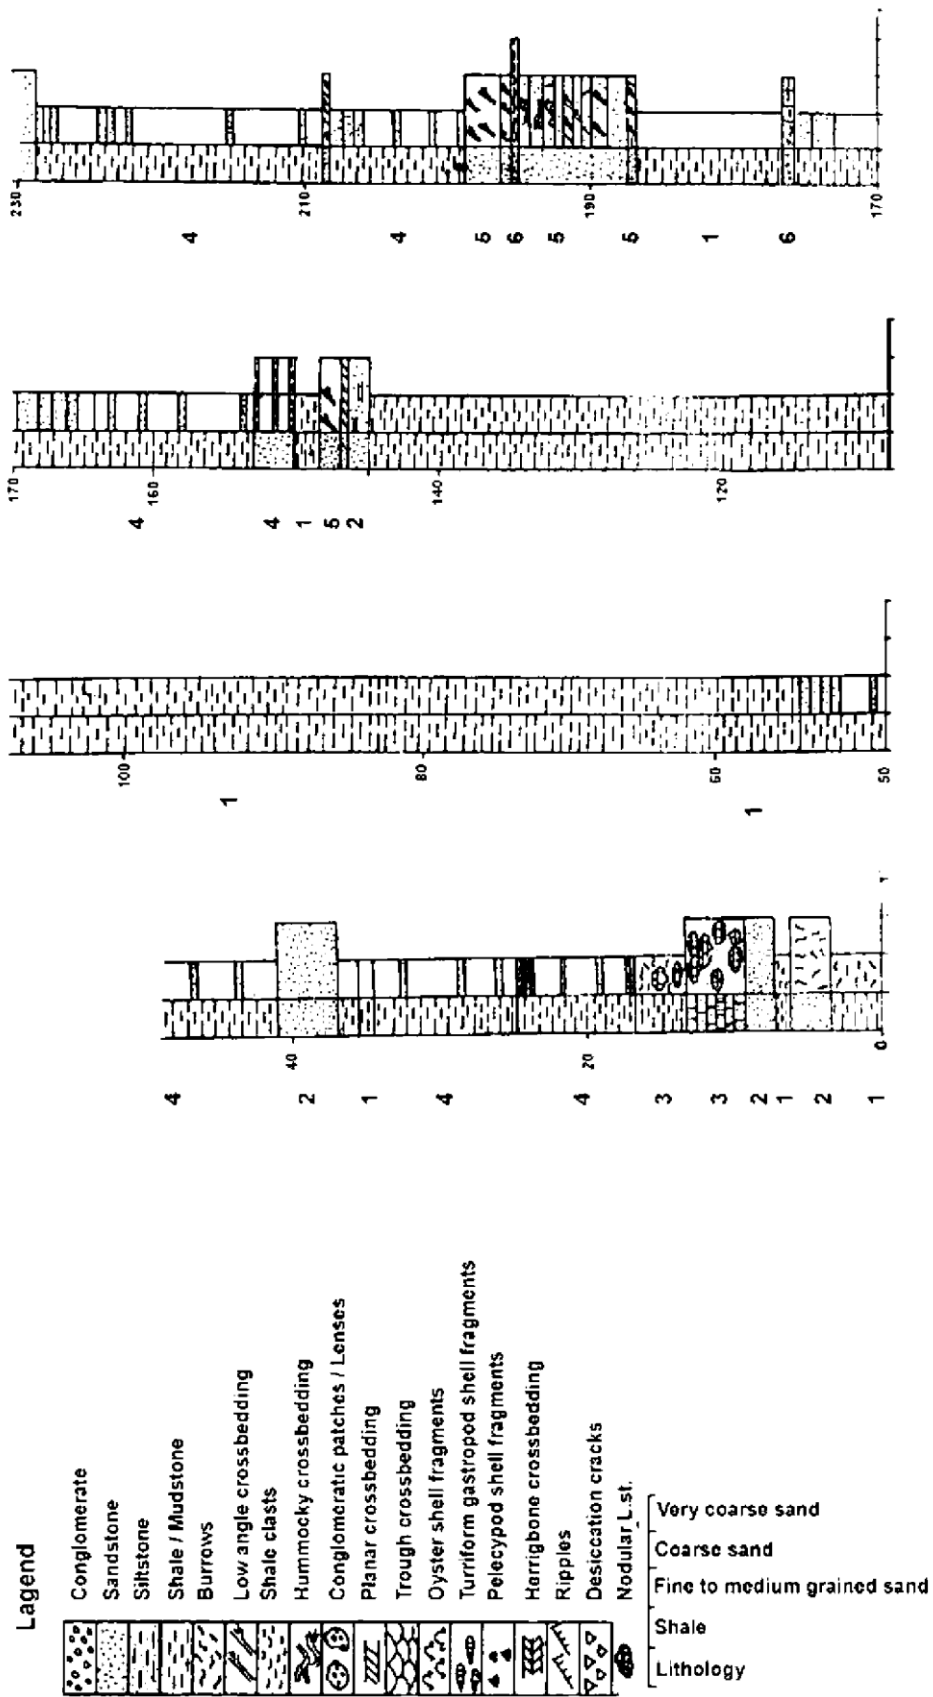 230
210
190
170
4
4
5
6
5
5
1
6
170
160
140
120
4
4
1
5
2
100
80
60
50
1
1
40
20
0
4
2
1
4
4
3
3
2
1
2
1
Lagend
Conglomerate
Sandstone
Siltstone
Shale / Mudstone
Burrows
Low angle crossbedding
Shale clasts
Hummocky crossbedding
Conglomeratic patches / Lenses
Planar crossbedding
Trough crossbedding
Oyster shell fragments
Turriform gastropod shell fragments
Pelecypod shell fragments
Herrigbone crossbedding
Ripples
Desiccation cracks
Nodular L.st.
Very coarse sand
Coarse sand
Fine to medium grained sand
Shale
Lithology